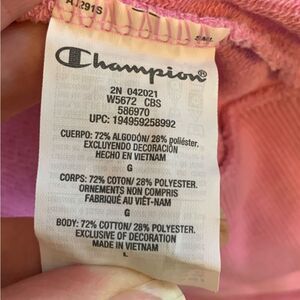 Champion
2N 042021
W5672 CBS
586970
UPC: 194959258992
CUERPO: 72% ALGODÓN/ 28% poliéster.
EXCLUYENDO DECORACIÓN
HECHO EN VIETNAM
G
CORPS: 72% COTON/ 28% POLYESTER.
ORNEMENTS NON COMPRIS
FABRIQUÉ AU VIÊT-NAM
G
BODY: 72% COTTON/ 28% POLYESTER
EXCLUSIVE OF DECORATION
MADE IN VIETNAM
L